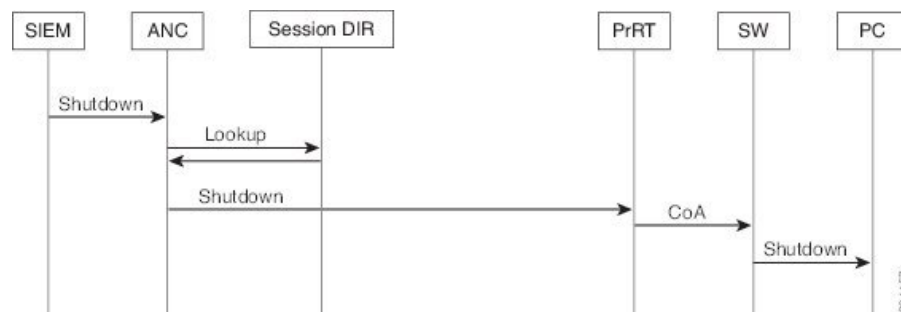 SIEM
ANC
Session DIR
PrRT
SW
PC
Shutdown
Lookup
Shutdown
CoA
Shutdown